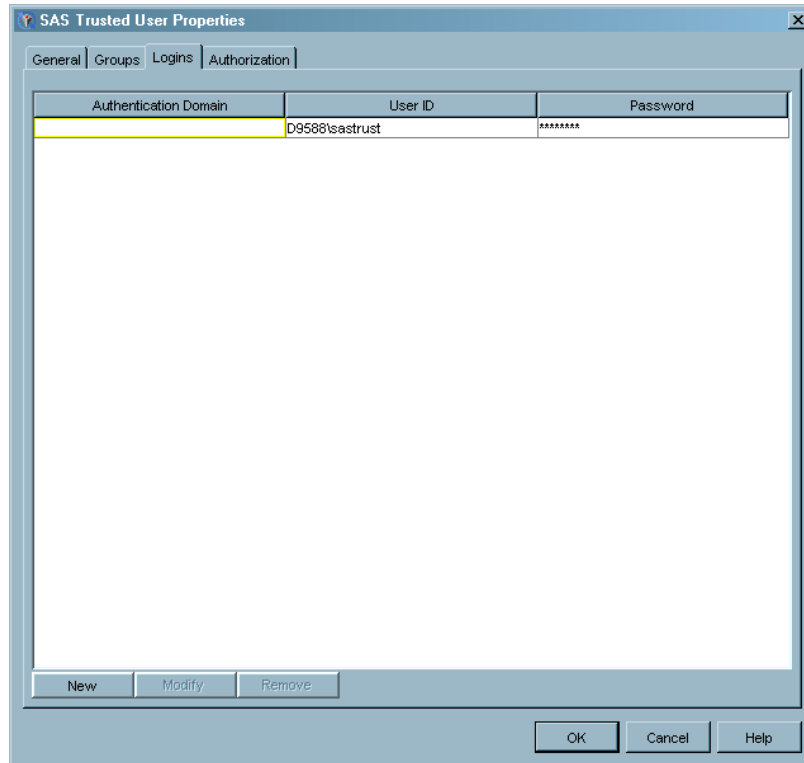 SAS Trusted User Properties
General Groups Logins Authorization
Authentication Domain User ID Password
D9588\sastrust ********
New Modify Remove
OK Cancel Help